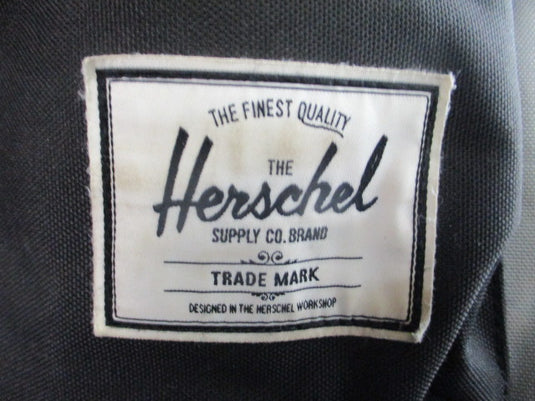 THE FINEST QUALITY
THE
Herschel
SUPPLY CO. BRAND
TRADE MARK
DESIGNED IN THE HERSCHEL WORKSHOP